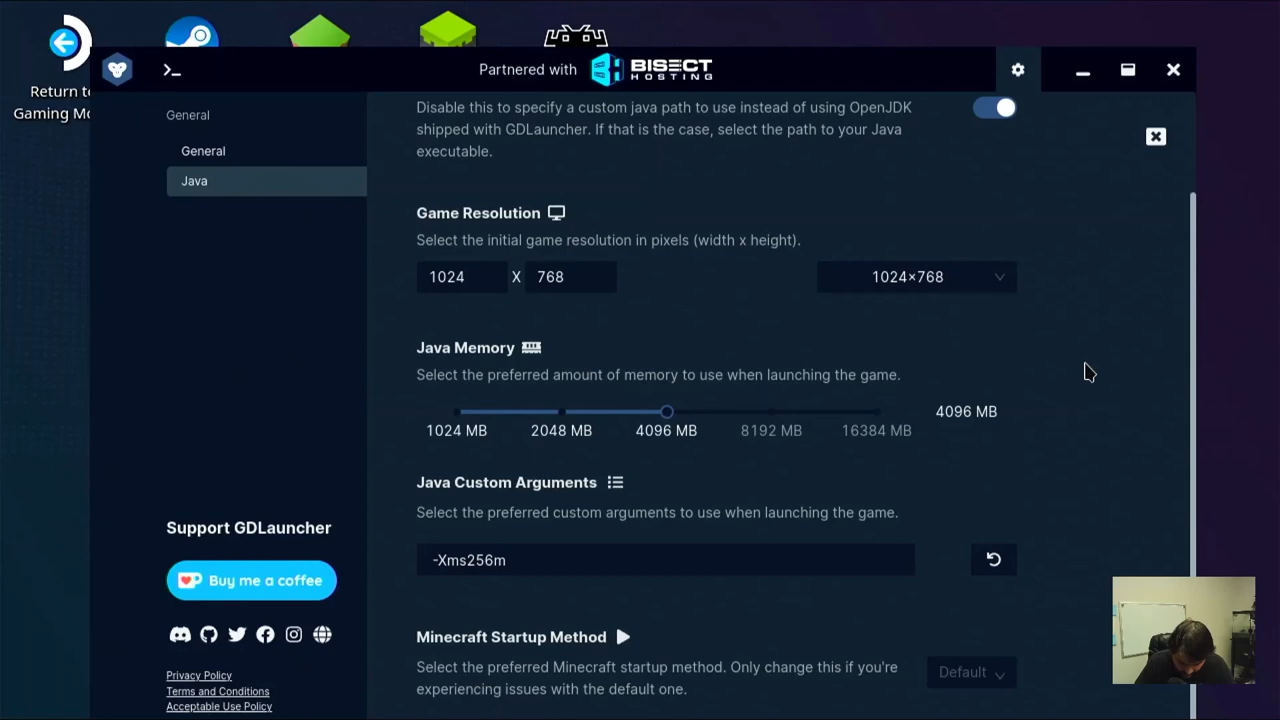 Return to
Gaming Mo
Partnered with BISECT HOSTING
General
General
Java
Disable this to specify a custom java path to use instead of using OpenJDK
shipped with GDLauncher. If that is the case, select the path to your Java
executable.
Game Resolution
Select the initial game resolution in pixels (width x height).
1024 X 768 1024×768
Java Memory
Select the preferred amount of memory to use when launching the game.
4096 MB
1024 MB 2048 MB 4096 MB 8192 MB 16384 MB
Java Custom Arguments
Select the preferred custom arguments to use when launching the game.
-Xms256m
Minecraft Startup Method
Select the preferred Minecraft startup method. Only change this if you're
experiencing issues with the default one.
Default
Support GDLauncher
Buy me a coffee
Privacy Policy
Terms and Conditions
Acceptable Use Policy